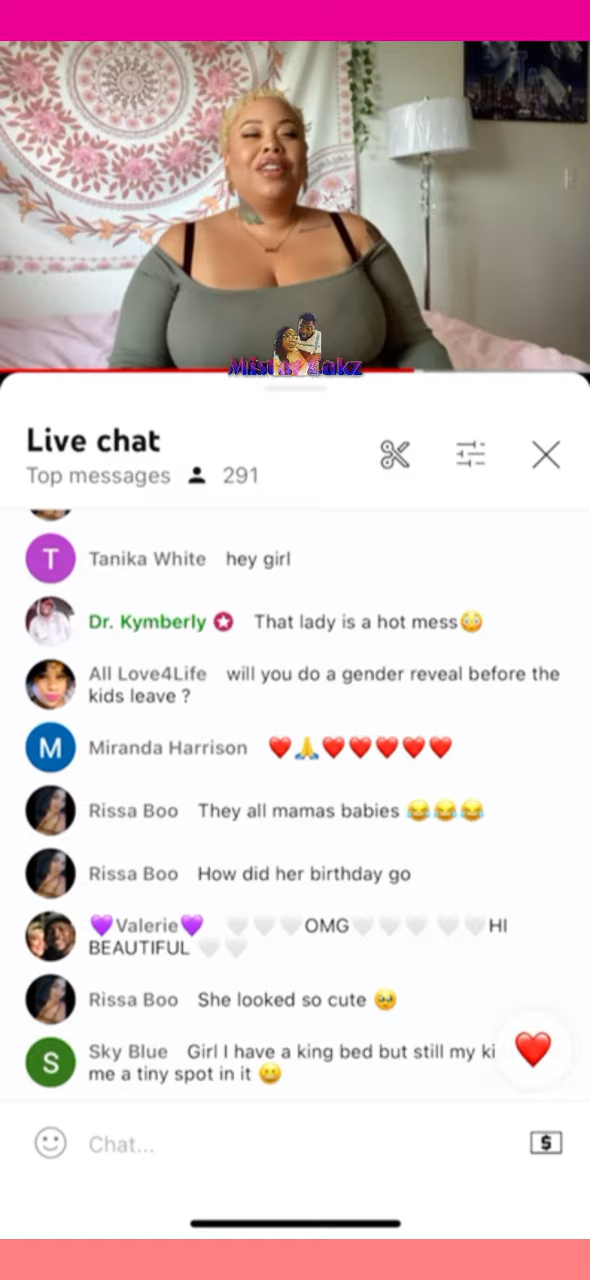 Live chat
Top messages 291
Tanika White hey girl
Dr. Kymberly That lady is a hot mess😳
All Love4Life will you do a gender reveal before the
kids leave ?
Miranda Harrison ❤️🙏❤️❤️❤️❤️❤️
Rissa Boo They all mamas babies 😂😂😂
Rissa Boo How did her birthday go
💜Valerie💜 🤍🤍🤍OMG🤍🤍🤍 🤍🤍HI
BEAUTIFUL 🤍🤍
Rissa Boo She looked so cute 🥹
Sky Blue Girl I have a king bed but still my ki
me a tiny spot in it 😀
Chat...
$